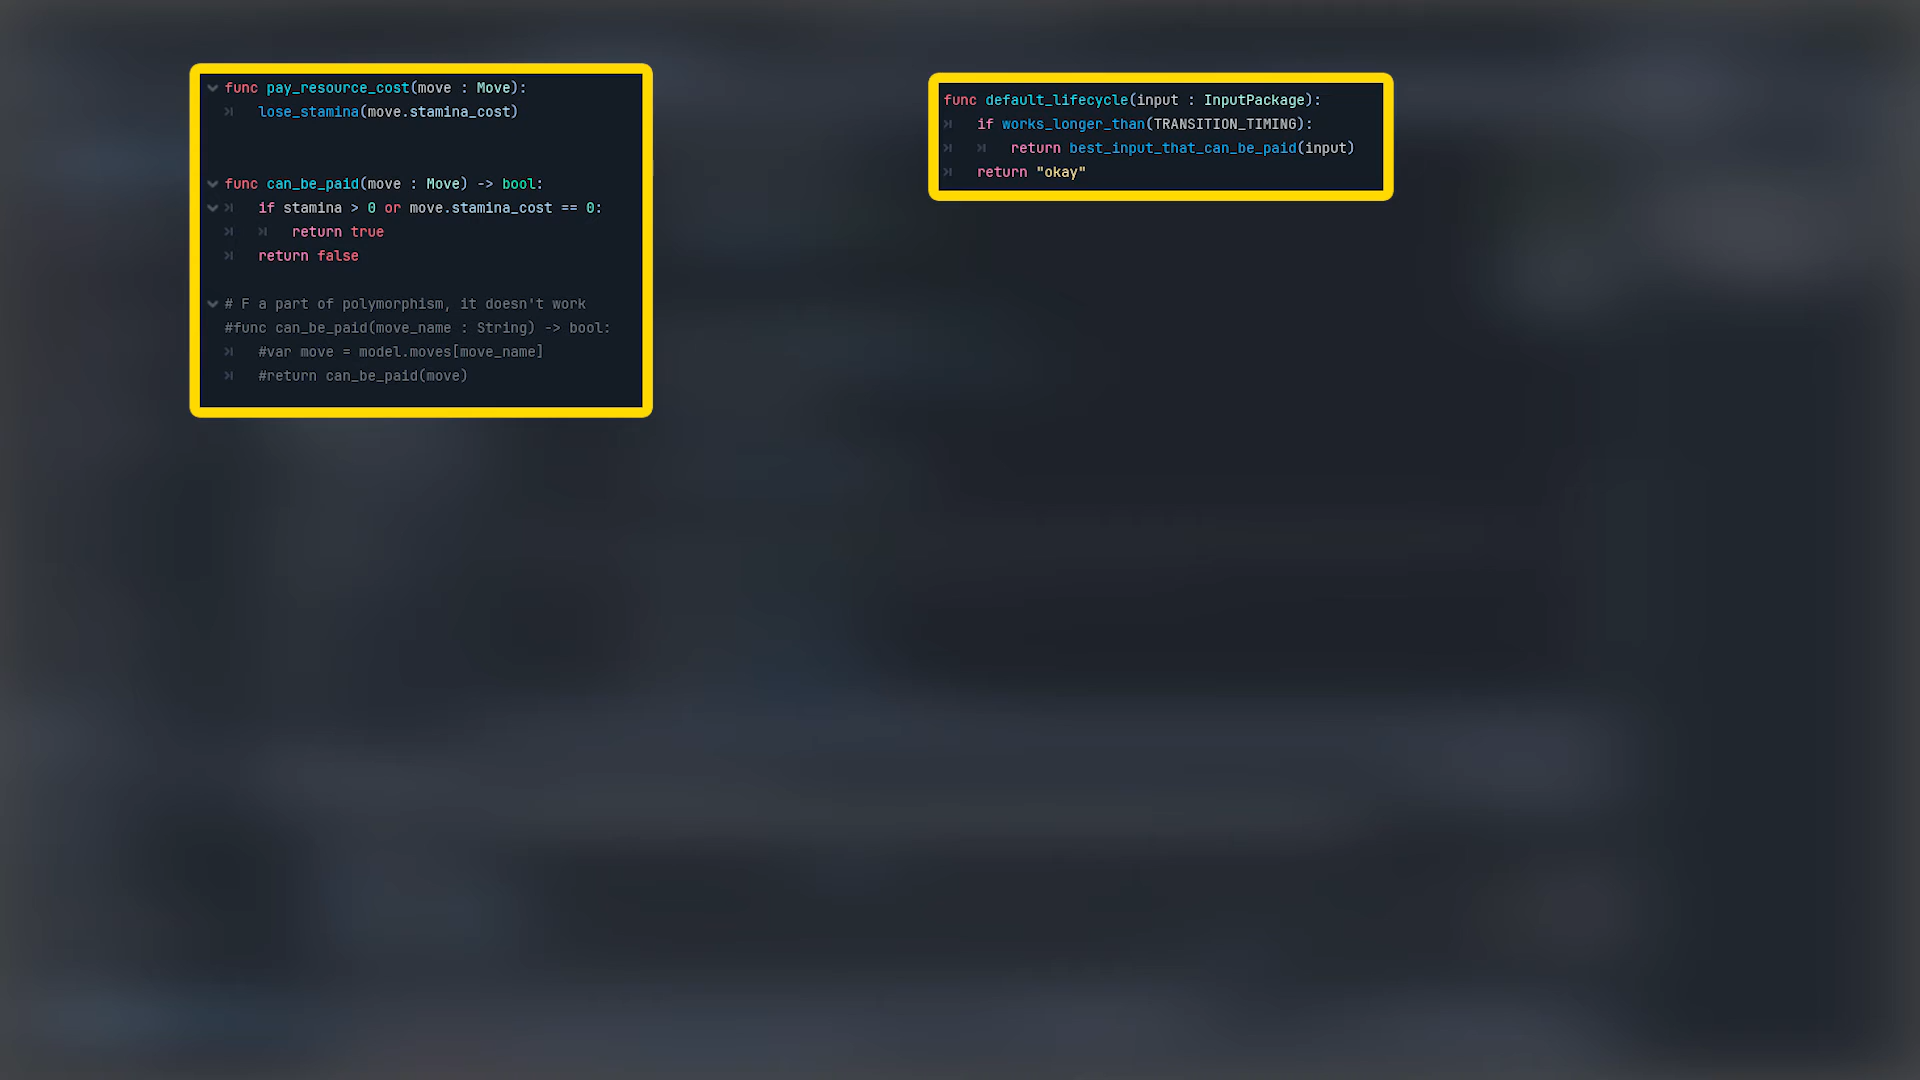 func pay_resource_cost(move : Move):
lose_stamina(move.stamina_cost)
func can_be_paid(move : Move) -> bool:
if stamina > 0 or move.stamina_cost == 0:
return true
return false
# F a part of polymorphism, it doesn't work
#func can_be_paid(move_name : String) -> bool:
#var move = model.moves[move_name]
#return can_be_paid(move)
func default_lifecycle(input : InputPackage):
if works_longer_than(TRANSITION_TIMING):
return best_input_that_can_be_paid(input)
return "okay"